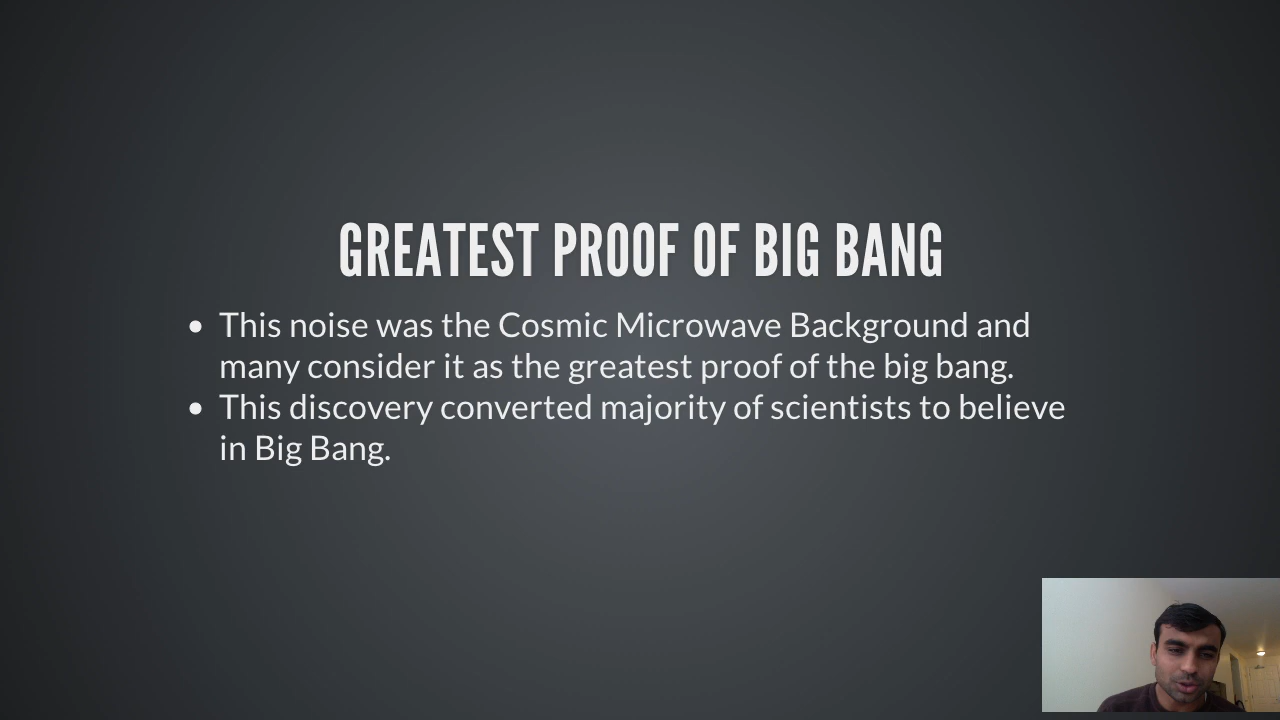 GREATEST PROOF OF BIG BANG
• This noise was the Cosmic Microwave Background and
many consider it as the greatest proof of the big bang.
• This discovery converted majority of scientists to believe
in Big Bang.